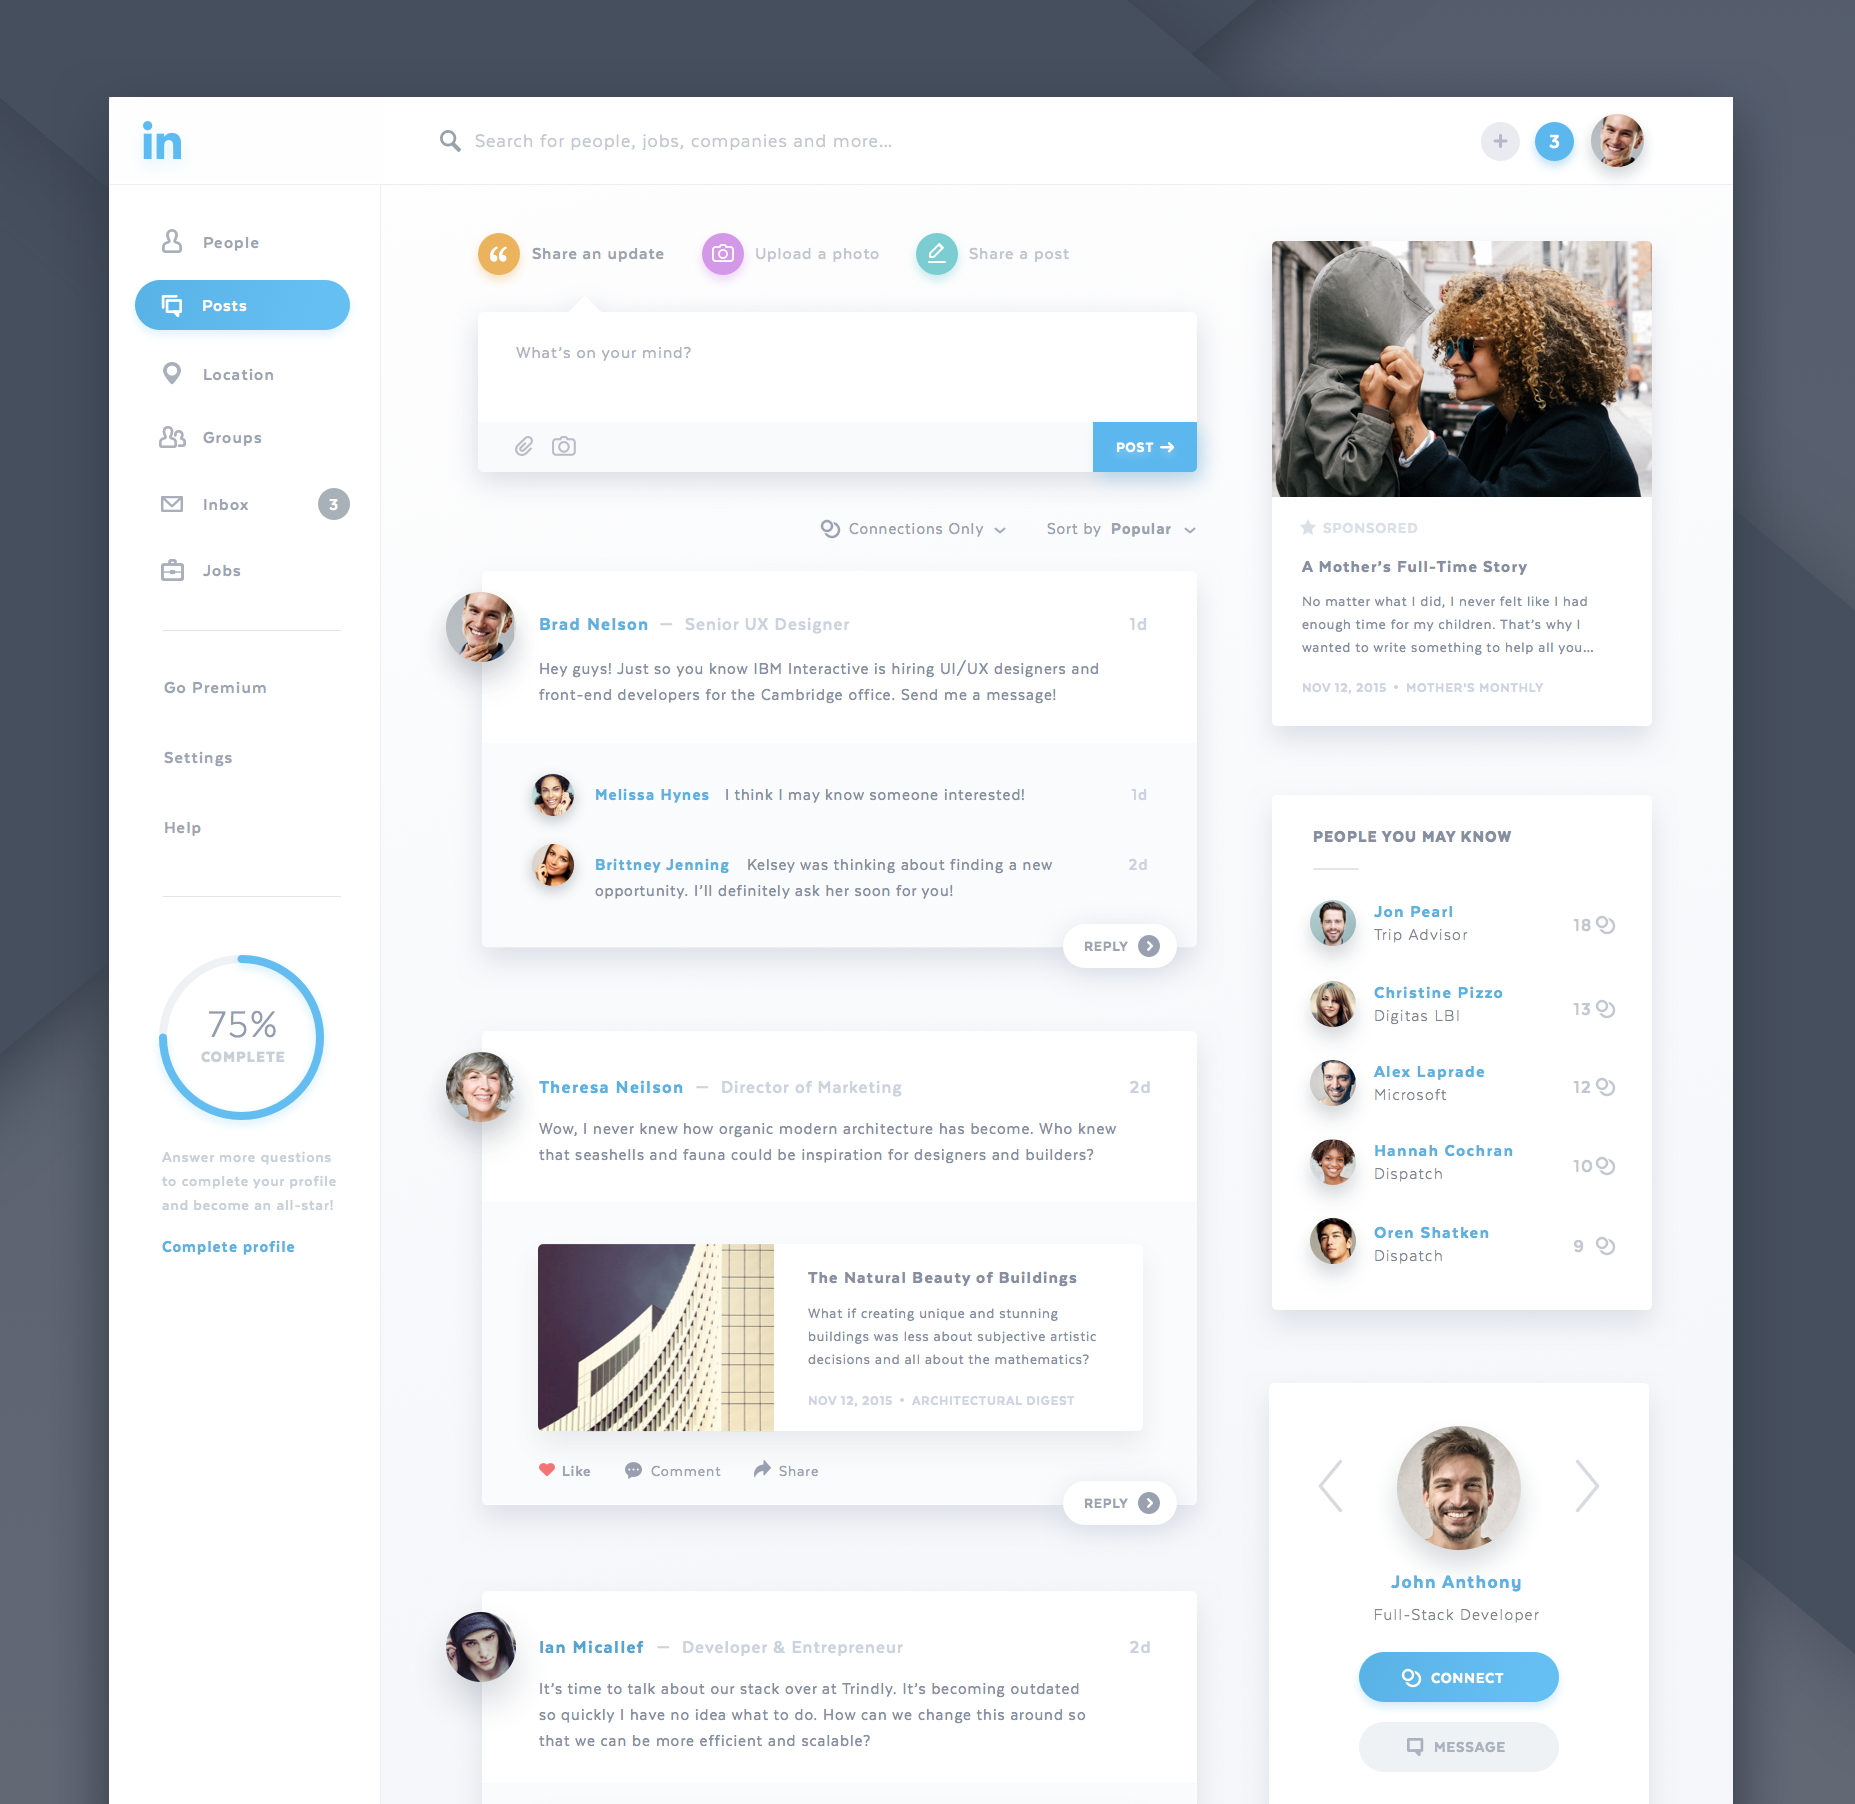 in
Search for people, jobs, companies and more...
3
People
Posts
Location
Groups
Inbox
3
Jobs
Go Premium
Settings
Help
75%
COMPLETE
Answer more questions
to complete your profile
and become an all-star!
Complete profile
Share an update
Upload a photo
Share a post
What's on your mind?
POST
Connections Only
Sort by Popular
Brad Nelson — Senior UX Designer 1d
Hey guys! Just so you know IBM Interactive is hiring UI/UX designers and
front-end developers for the Cambridge office. Send me a message!
Melissa Hynes I think I may know someone interested! 1d
Brittney Jenning Kelsey was thinking about finding a new 2d
opportunity. I'll definitely ask her soon for you!
REPLY
Theresa Neilson — Director of Marketing 2d
Wow, I never knew how organic modern architecture has become. Who knew
that seashells and fauna could be inspiration for designers and builders?
The Natural Beauty of Buildings
What if creating unique and stunning
buildings was less about subjective artistic
decisions and all about the mathematics?
NOV 12, 2015 • ARCHITECTURAL DIGEST
Like
Comment
Share
REPLY
Ian Micallef — Developer & Entrepreneur 2d
It's time to talk about our stack over at Trindly. It's becoming outdated
so quickly I have no idea what to do. How can we change this around so
that we can be more efficient and scalable?
SPONSORED
A Mother's Full-Time Story
No matter what I did, I never felt like I had
enough time for my children. That's why I
wanted to write something to help all you...
NOV 12, 2015 • MOTHER'S MONTHLY
PEOPLE YOU MAY KNOW
Jon Pearl
Trip Advisor
18
Christine Pizzo
Digitas LBI
13
Alex Laprade
Microsoft
12
Hannah Cochran
Dispatch
10
Oren Shatken
Dispatch
9
John Anthony
Full-Stack Developer
CONNECT
MESSAGE